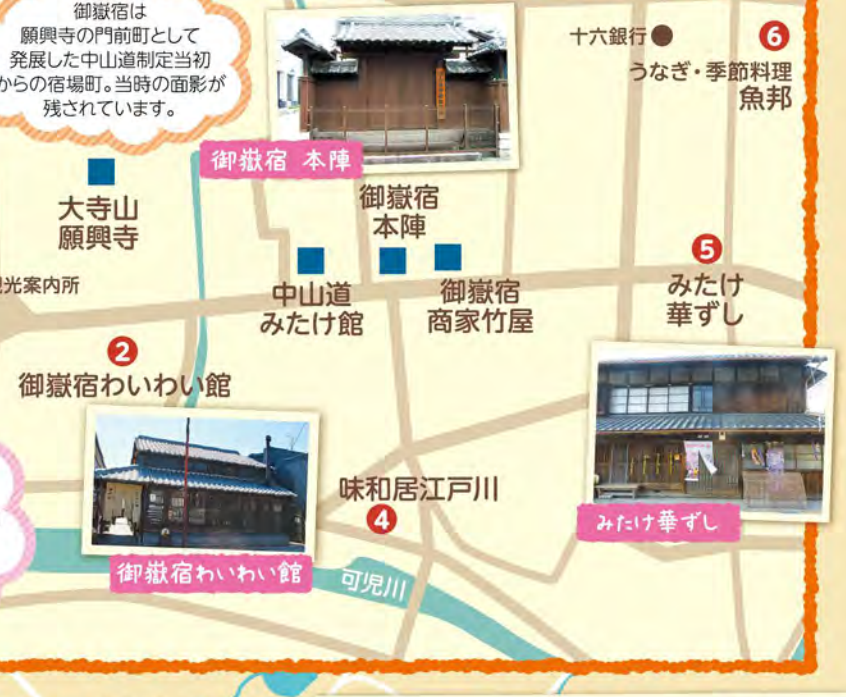 御嶽宿は
願興寺の門前町として
発展した中山道制定当初
からの宿場町。当時の面影が
残されています。
十六銀行
6
うなぎ・季節料理
魚邦
御嶽宿 本陣
大寺山
願興寺
御嶽宿
本陣
光案内所
中山道
みたけ館
御嶽宿
商家竹屋
5
みたけ
華ずし
2
御嶽宿わいわい館
味和居江戸川
4
みたけ華ずし
御嶽宿わいわい館
可児川